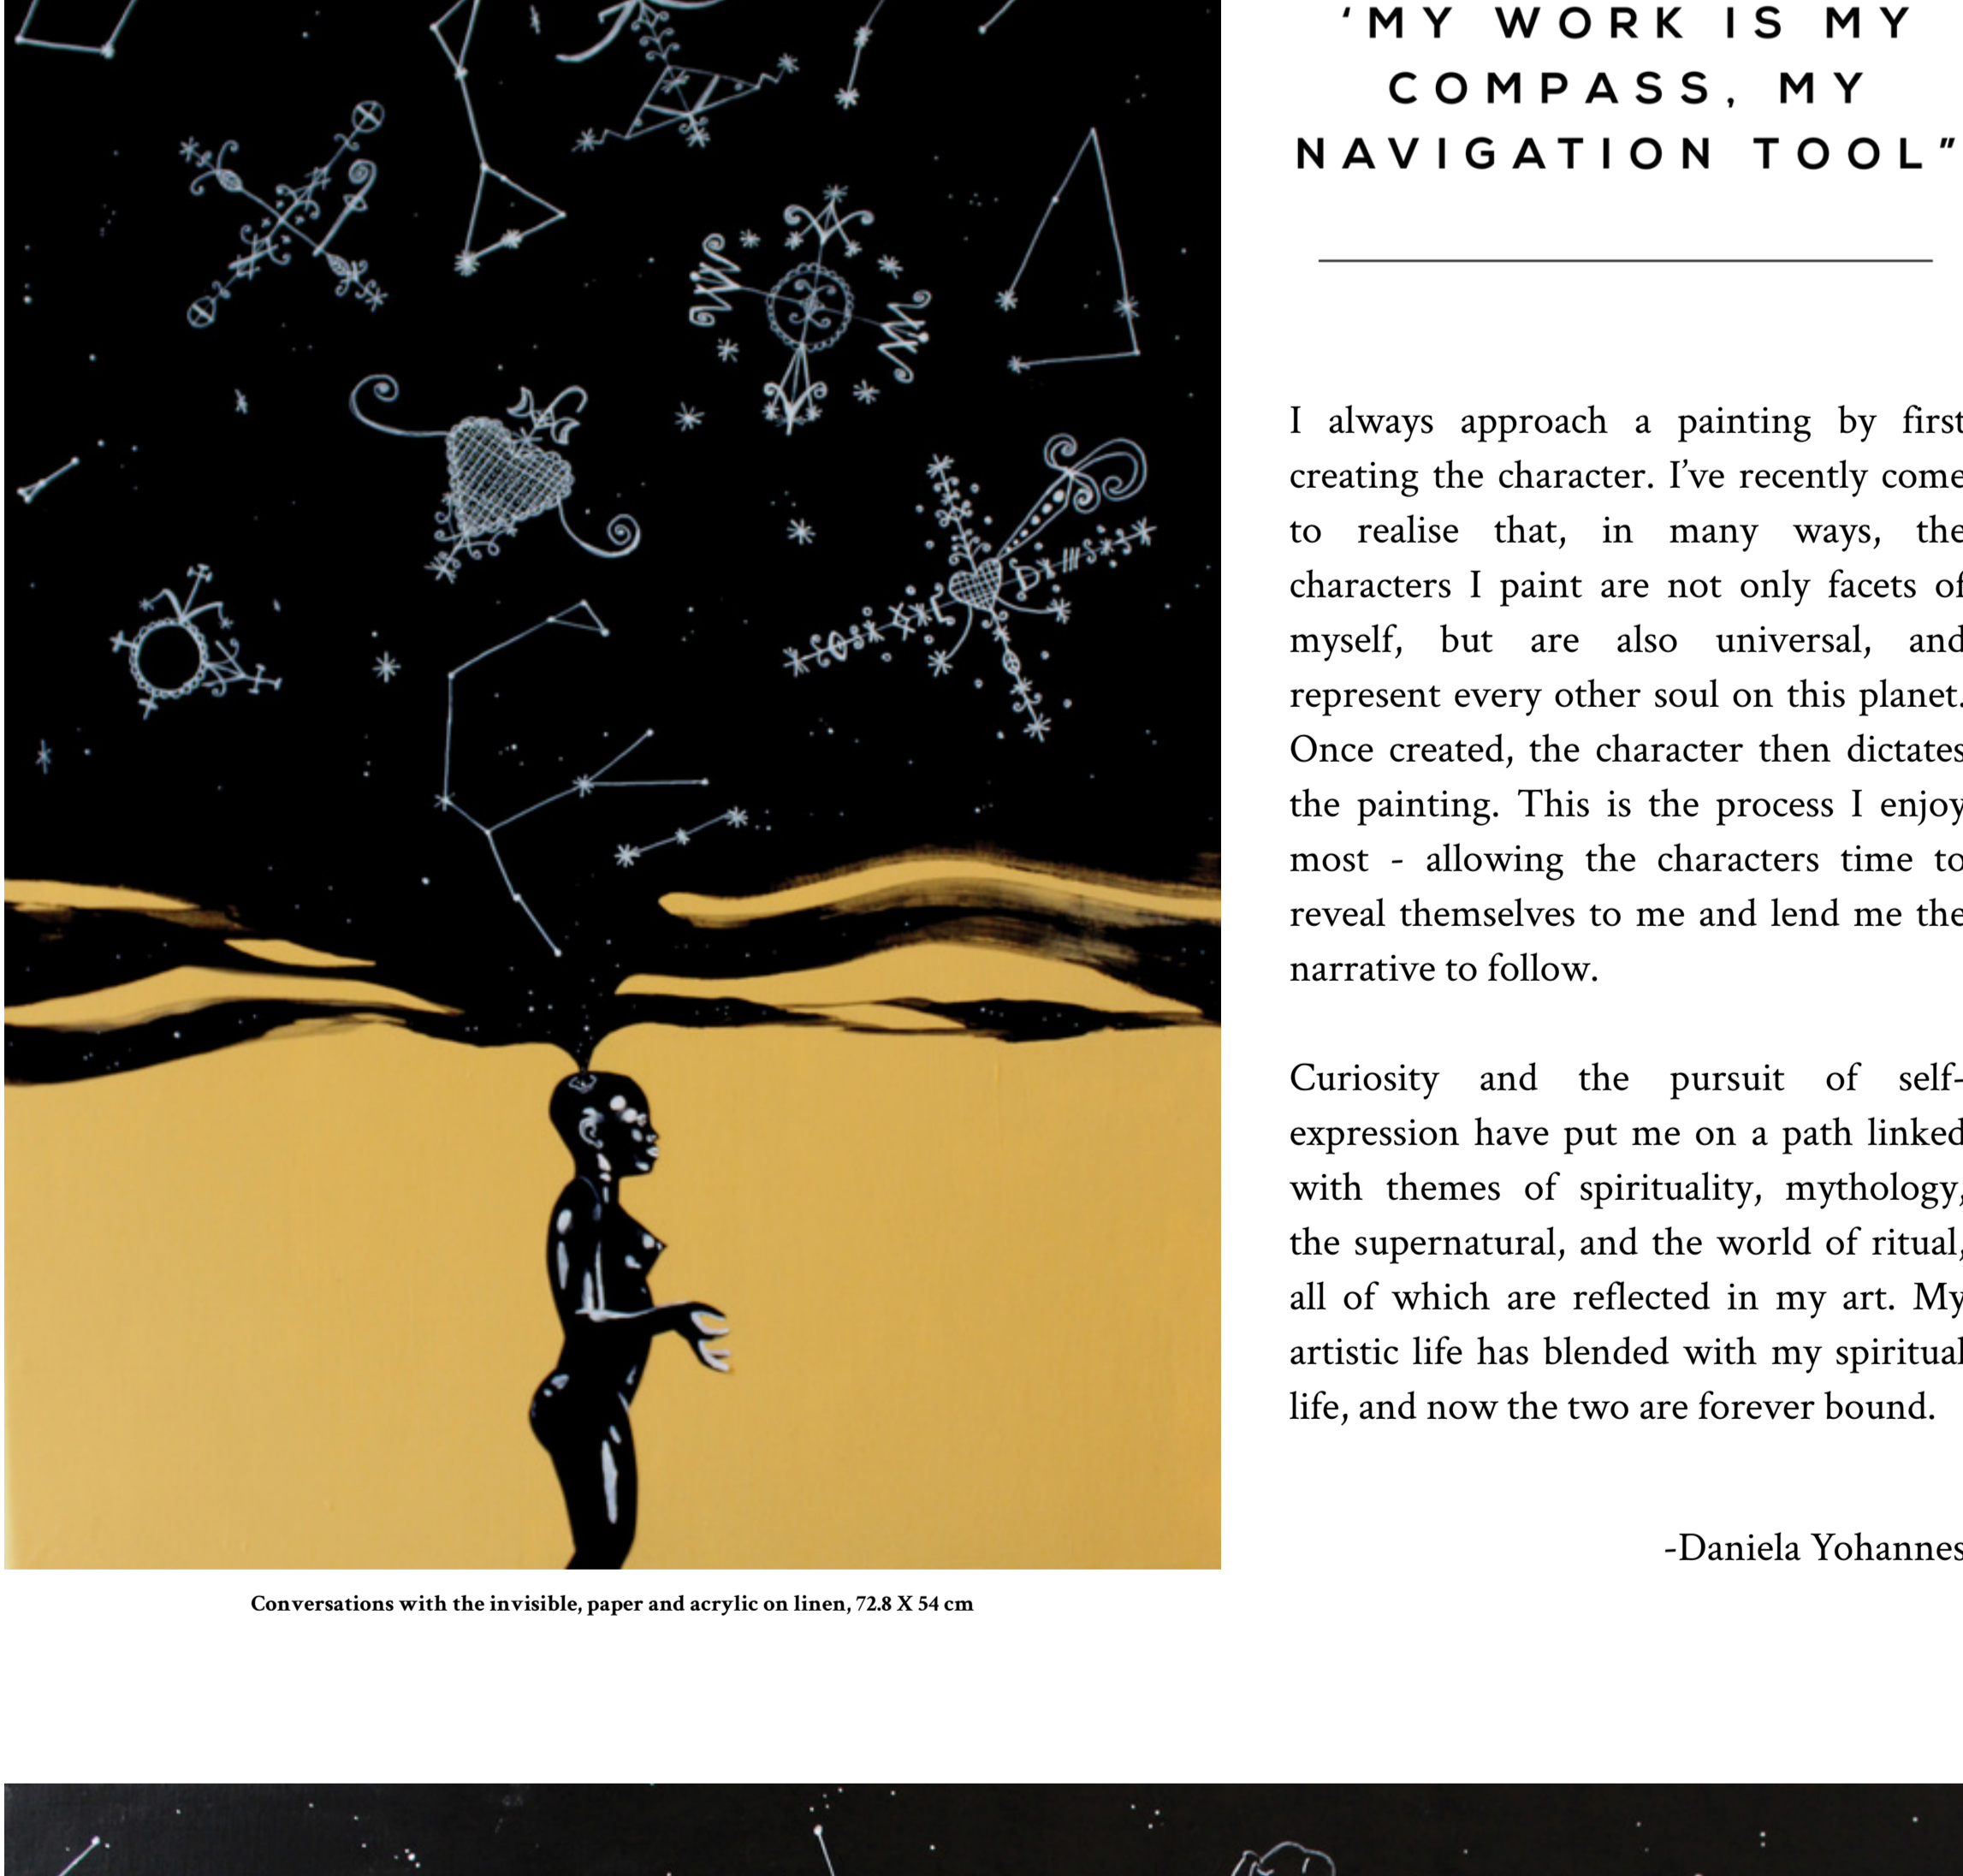 ‘MY WORK IS MY
COMPASS, MY
NAVIGATION TOOL”
I always approach a painting by first
creating the character. I’ve recently come
to realise that, in many ways, the
characters I paint are not only facets of
myself, but are also universal, and
represent every other soul on this planet.
Once created, the character then dictates
the painting. This is the process I enjoy
most - allowing the characters time to
reveal themselves to me and lend me the
narrative to follow.
Curiosity and the pursuit of self-
expression have put me on a path linked
with themes of spirituality, mythology,
the supernatural, and the world of ritual,
all of which are reflected in my art. My
artistic life has blended with my spiritual
life, and now the two are forever bound.
-Daniela Yohannes
Conversations with the invisible, paper and acrylic on linen, 72.8 X 54 cm